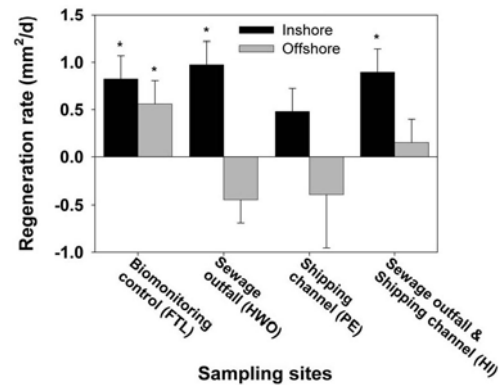 Regeneration rate (mm²/d)
1.5
1.0
0.5
0.0
-0.5
-1.0
Inshore
Offshore
*
*
*
*
Biomonitoring
control (FTL)
Sewage
outfall (HWO)
Shipping
channel (PE)
Sewage outfall &
Shipping channel (HI)
Sampling sites